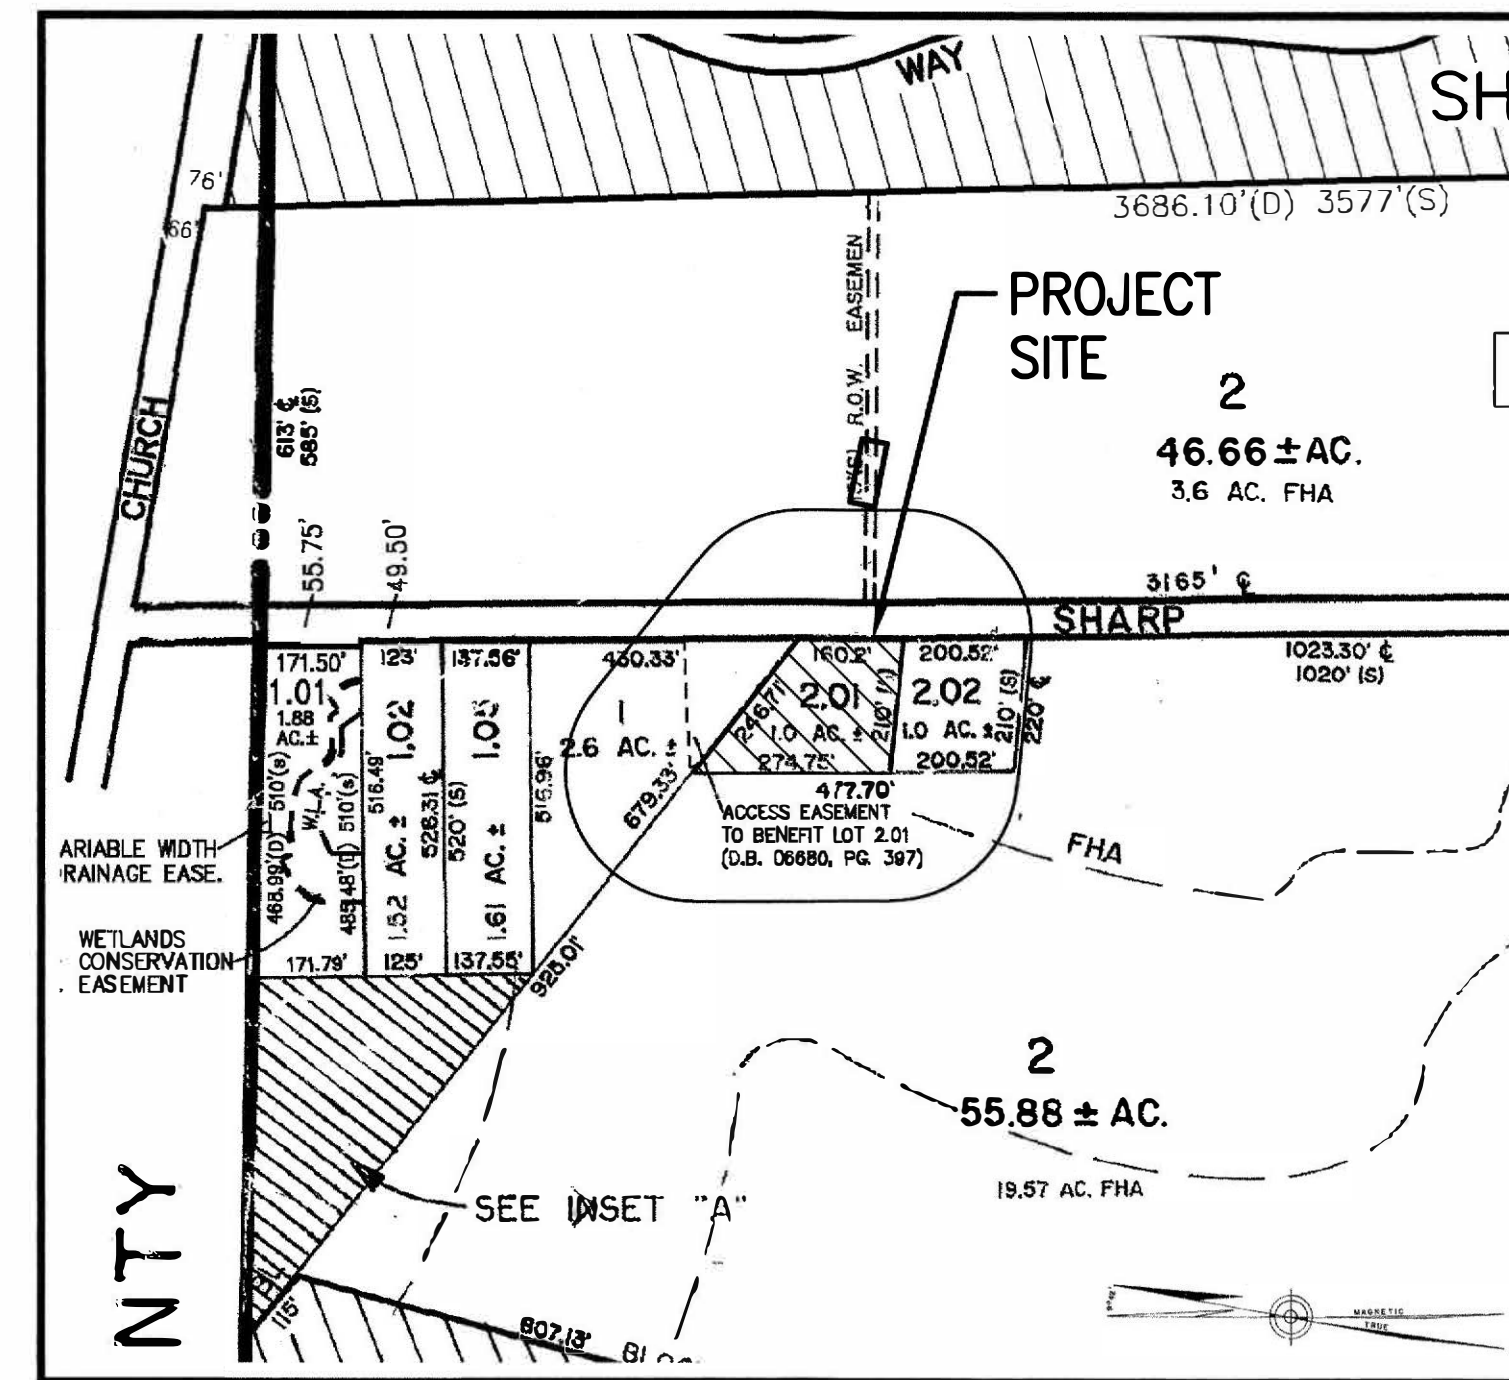 WAY
SH
76'
66'
3686.10'(D) 3577'(S)
R.O.W. EASEMEN
PROJECT
SITE
2
46.66 ± AC.
3.6 AC. FHA
CHURCH
613' ℄
585' (S)
55.75'
49.50'
3165' ℄
SHARP
1023.30' ℄
1020' (S)
171.50'
1.01
1.88
AC.±
510'(s)
468.99'(D)
W.L.A.
510'(s)
485.48'(D)
171.79'
123'
1.02
1.52 AC. ±
516.49'
526.31 ℄
125'
137.56'
1.05
1.61 AC. ±
520' (S)
516.96'
137.55'
430.33'
1
2.6 AC. ±
679.33'
925.01'
160.2'
2.01
1.0 AC. ±
246.71'
274.75'
200.52'
2.02
1.0 AC. ±
210' (S)
220' ℄
200.52'
477.70'
ACCESS EASEMENT
TO BENEFIT LOT 2.01
(D.B. 06680, PG. 397)
FHA
ARIABLE WIDTH
RAINAGE EASE.
WETLANDS
CONSERVATION
EASEMENT
2
55.88 ± AC.
19.57 AC. FHA
SEE INSET "A"
NTY
115'
807.13'
MAGNETIC
TRUE